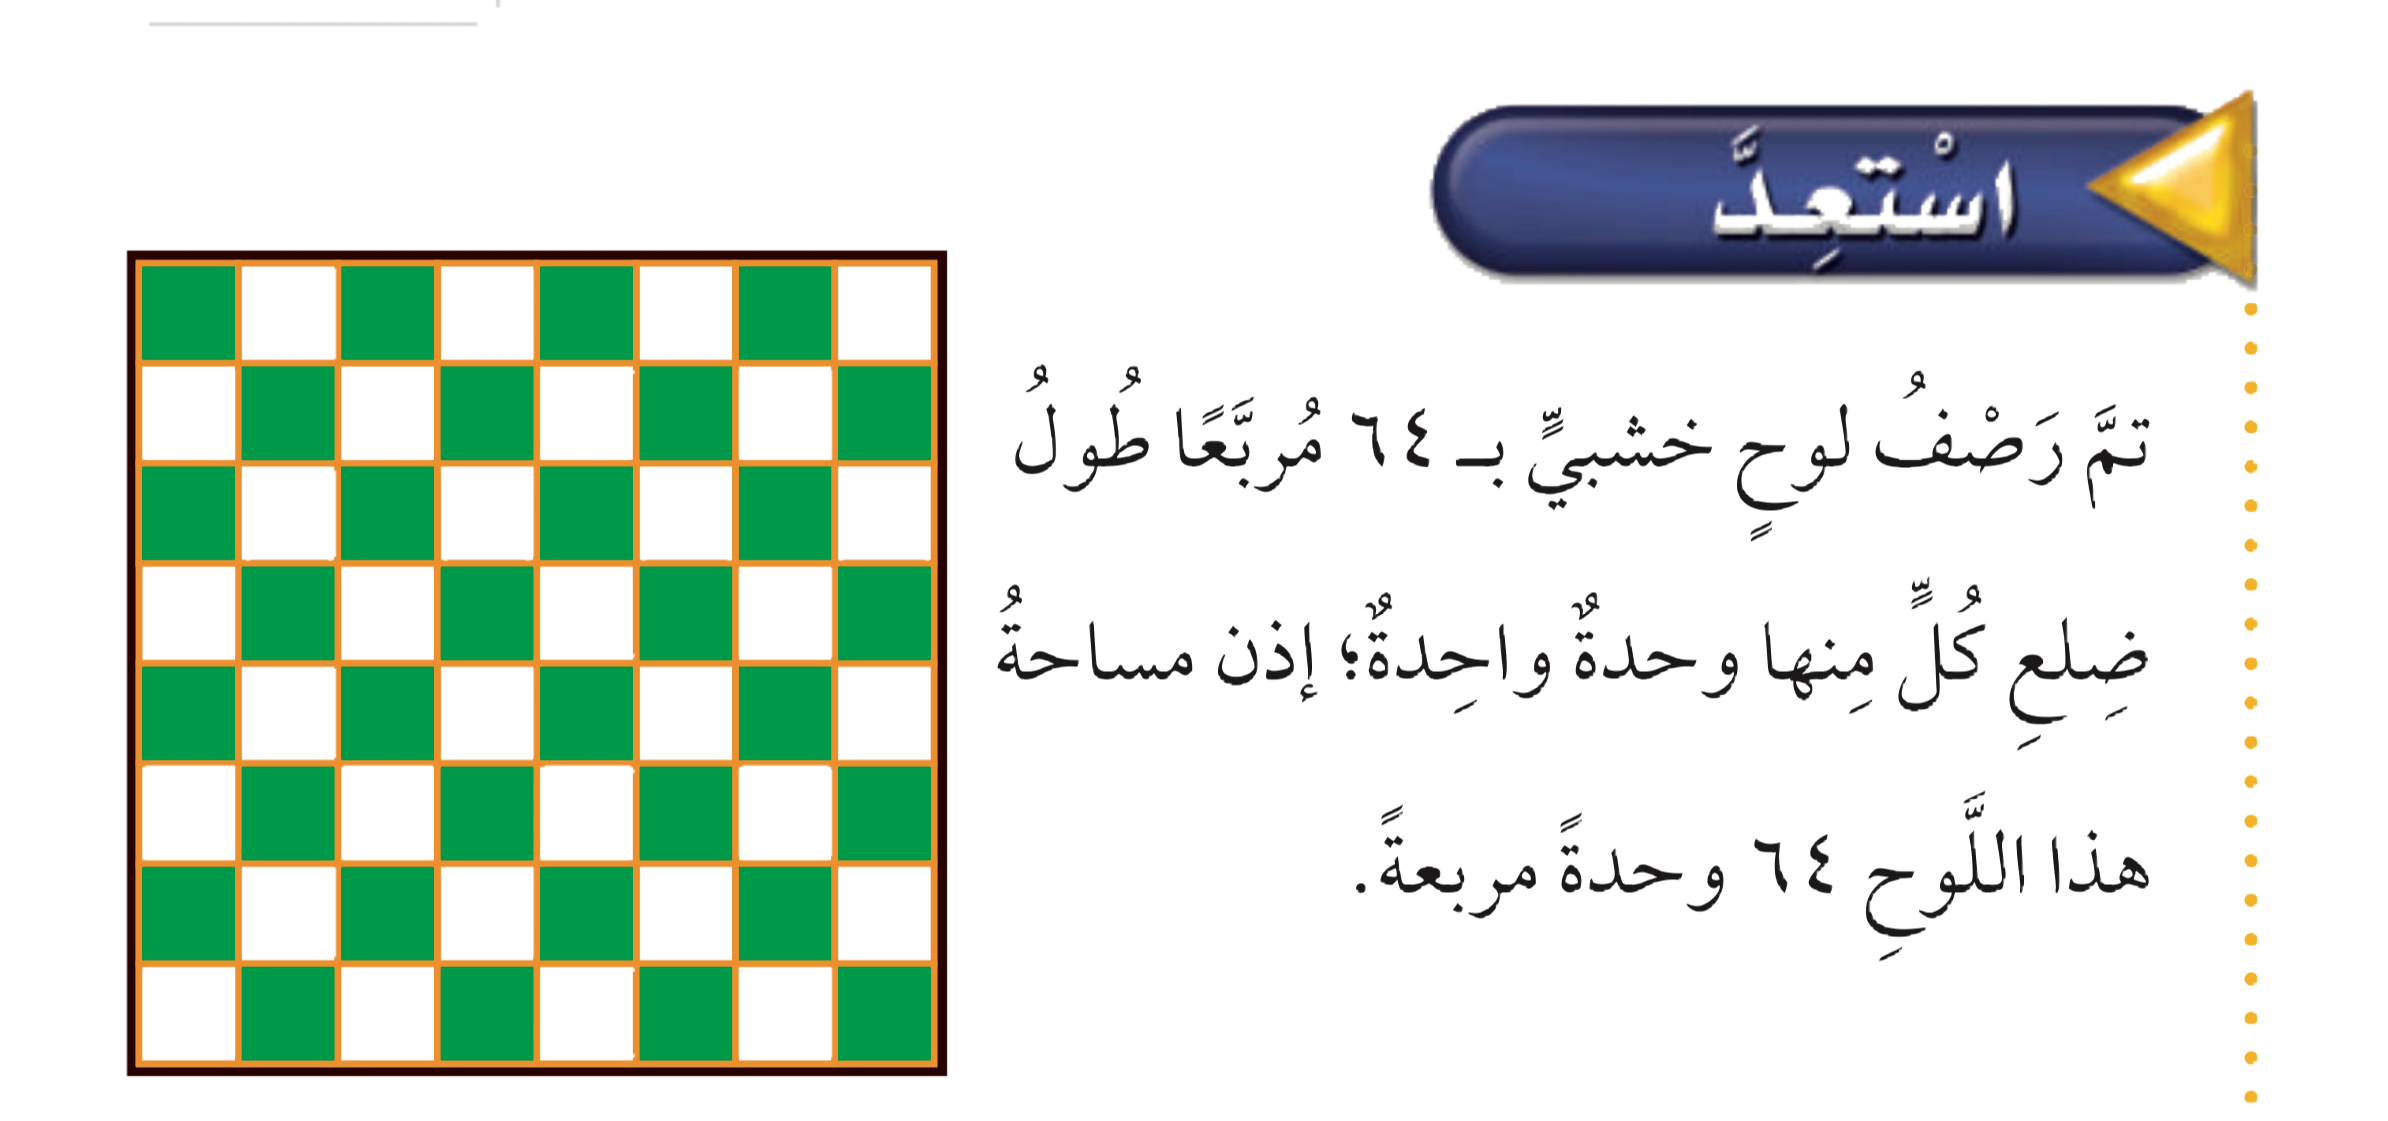 اسْتَعِدَّ
تمَّ رَصْفُ لوحٍ خشبيٍّ بـ ٦٤ مُربَّعًا طُولُ
ضِلعِ كُلٍّ مِنها وحدةٌ واحِدةٌ؛ إذن مساحةُ
هذا اللَّوحِ ٦٤ وحدةً مربعةً.